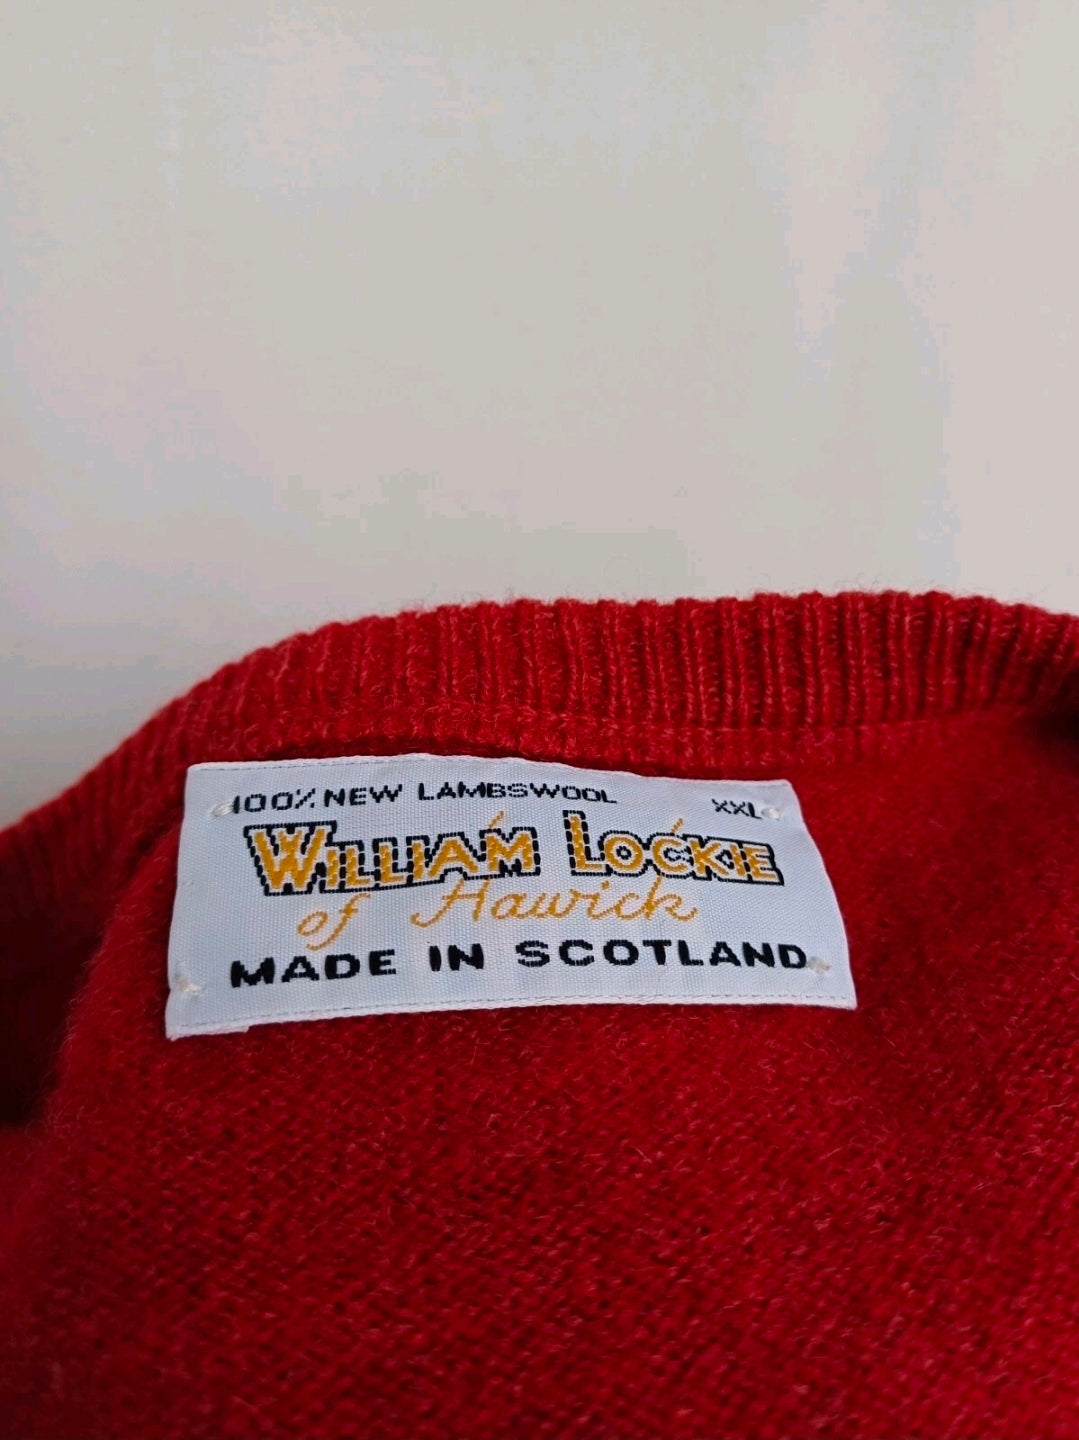 100% NEW LAMBSWOOL XXL
WILLIAM LOCKIE
of Hawick
MADE IN SCOTLAND